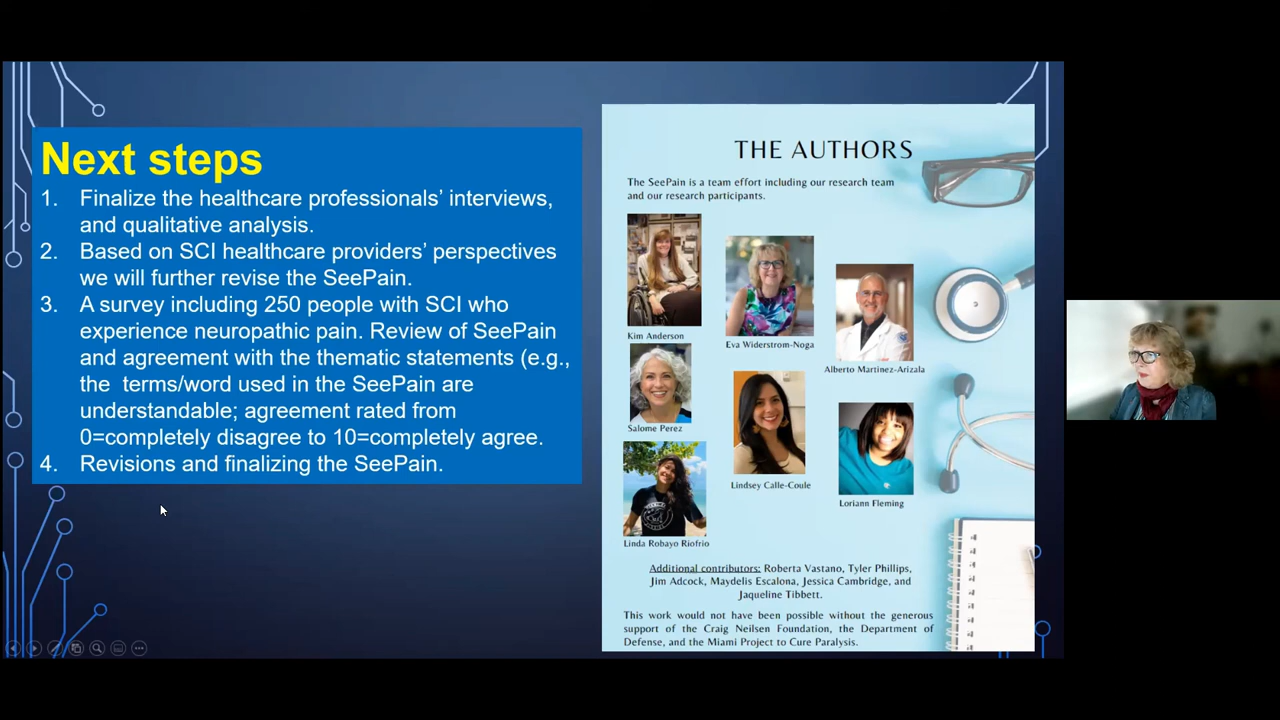 Next steps
1. Finalize the healthcare professionals’ interviews,
and qualitative analysis.
2. Based on SCI healthcare providers’ perspectives
we will further revise the SeePain.
3. A survey including 250 people with SCI who
experience neuropathic pain. Review of SeePain
and agreement with the thematic statements (e.g.,
the terms/word used in the SeePain are
understandable; agreement rated from
0=completely disagree to 10=completely agree.
4. Revisions and finalizing the SeePain.
THE AUTHORS
The SeePain is a team effort including our research team
and our research participants.
Kim Anderson
Eva Widerstrom-Noga
Alberto Martinez-Arizala
Salome Perez
Lindsey Calle-Coule
Loriann Fleming
Linda Robayo Riofrio
Additional contributors: Roberta Vastano, Tyler Phillips,
Jim Adcock, Maydelis Escalona, Jessica Cambridge, and
Jaqueline Tibbett.
This work would not have been possible without the generous
support of the Craig Neilsen Foundation, the Department of
Defense, and the Miami Project to Cure Paralysis.